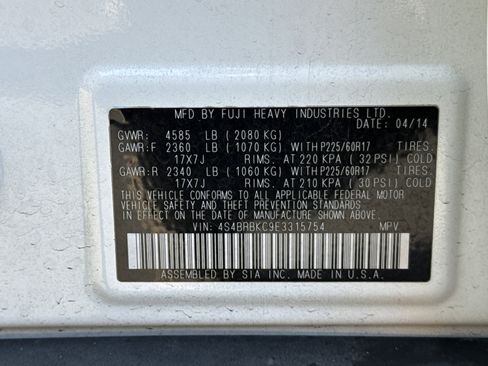 MFD BY FUJI HEAVY INDUSTRIES LTD.
DATE: 04/14
GVWR: 4585 LB ( 2080 KG)
GAWR:F 2360 LB ( 1070 KG) WITH P225/60R17 TIRES.
17X7J RIMS. AT 220 KPA ( 32 PSI) COLD
GAWR:R 2340 LB ( 1060 KG) WITH P225/60R17 TIRES.
17X7J RIMS. AT 210 KPA ( 30 PSI) COLD
THIS VEHICLE CONFORMS TO ALL APPLICABLE FEDERAL MOTOR
VEHICLE SAFETY AND THEFT PREVENTION STANDARDS IN
EFFECT ON THE DATE OF MANUFACTURE SHOWN ABOVE.
VIN: 4S4BRBKC9E3315754 MPV
ASSEMBLED BY SIA INC. MADE IN U.S.A.